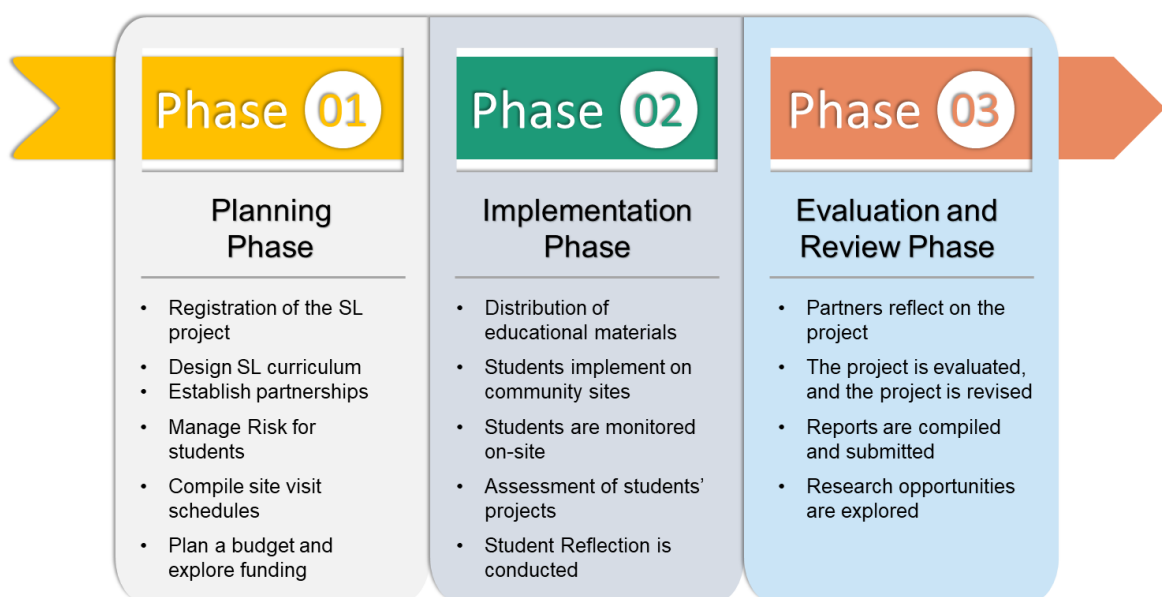 Phase 01
Planning
Phase
• Registration of the SL
project
• Design SL curriculum
• Establish partnerships
• Manage Risk for
students
• Compile site visit
schedules
• Plan a budget and
explore funding
Phase 02
Implementation
Phase
• Distribution of
educational materials
• Students implement on
community sites
• Students are monitored
on-site
• Assessment of students’
projects
• Student Reflection is
conducted
Phase 03
Evaluation and
Review Phase
• Partners reflect on the
project
• The project is evaluated,
and the project is revised
• Reports are compiled
and submitted
• Research opportunities
are explored